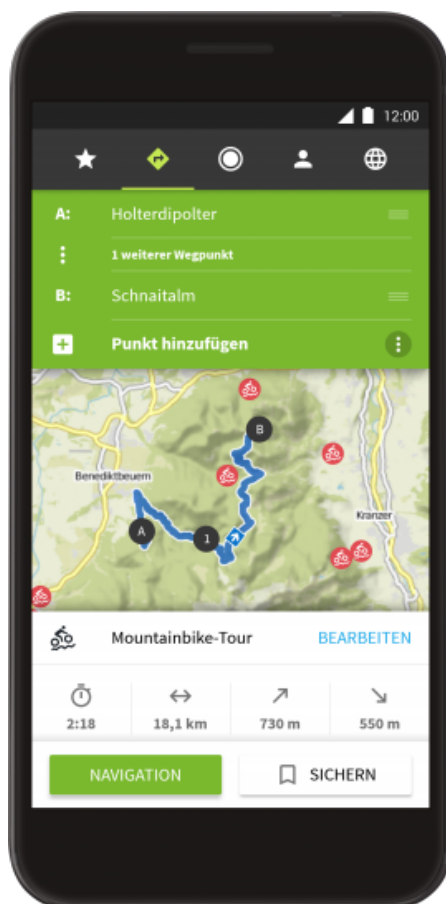 12:00
A: Holterdipolter
1 weiterer Wegpunkt
B: Schnaitalm
Punkt hinzufügen
B
Benediktbeuern
A
1
Kranzer
Mountainbike-Tour BEARBEITEN
2:18 18,1 km 730 m 550 m
NAVIGATION SICHERN